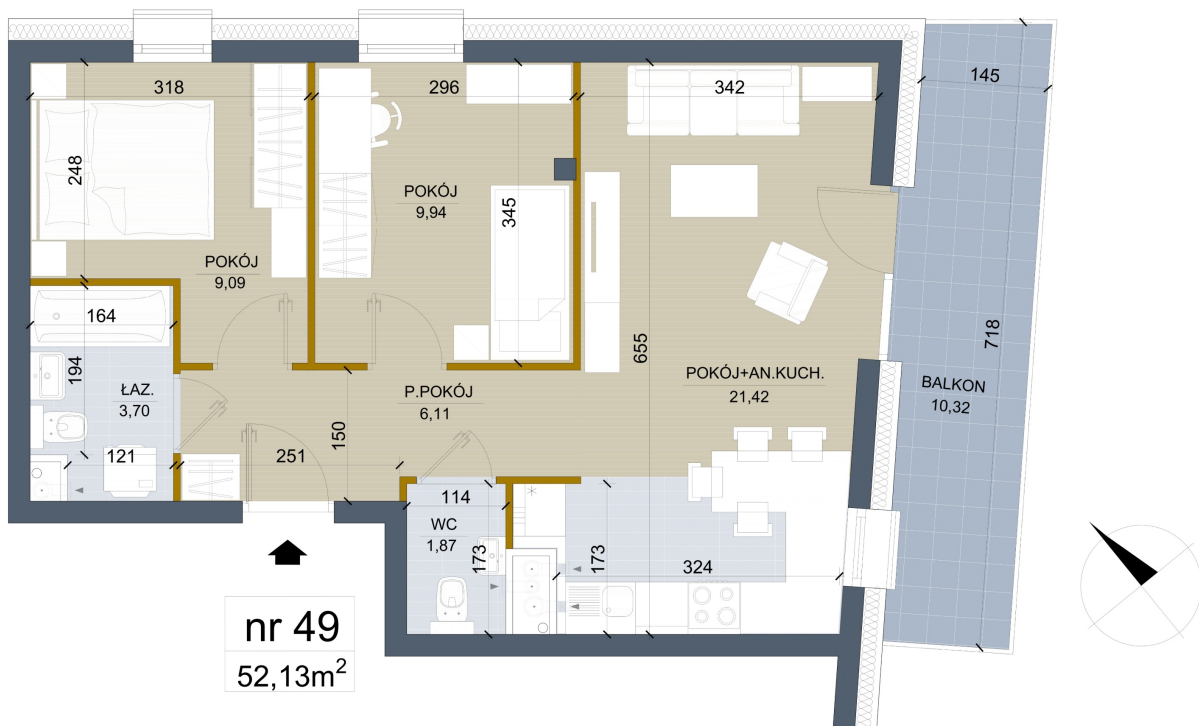 318
296
342
145
248
POKÓJ
9,94
345
POKÓJ
9,09
164
194
ŁAZ.
3,70
655
718
POKÓJ+AN.KUCH.
21,42
BALKON
10,32
P.POKÓJ
6,11
150
121
251
114
WC
1,87
173
173
324
nr 49
52,13m²